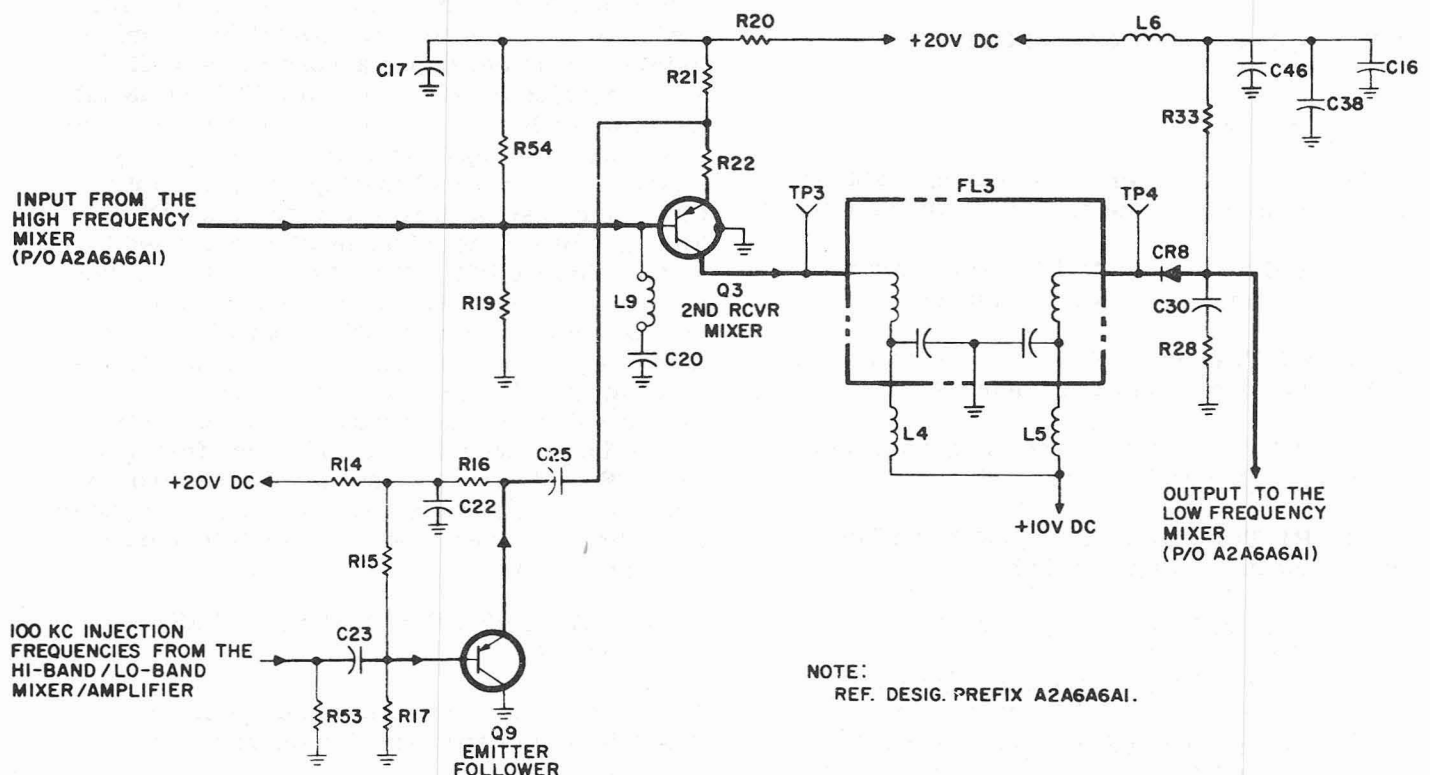 R20
+20V DC
L6
C17
R21
C46
C16
C38
R33
R54
R22
TP3
FL3
TP4
INPUT FROM THE
HIGH FREQUENCY
MIXER
(P/O A2A6A6A1)
CR8
R19
L9
Q3
2ND RCVR
MIXER
C30
C20
R28
L4
L5
R14
R16
C25
+20V DC
C22
+10V DC
OUTPUT TO THE
LOW FREQUENCY
MIXER
(P/O A2A6A6A1)
R15
100 KC INJECTION
FREQUENCIES FROM THE
HI-BAND/LO-BAND
MIXER/AMPLIFIER
C23
R53
R17
Q9
EMITTER
FOLLOWER
NOTE:
REF. DESIG. PREFIX A2A6A6A1.